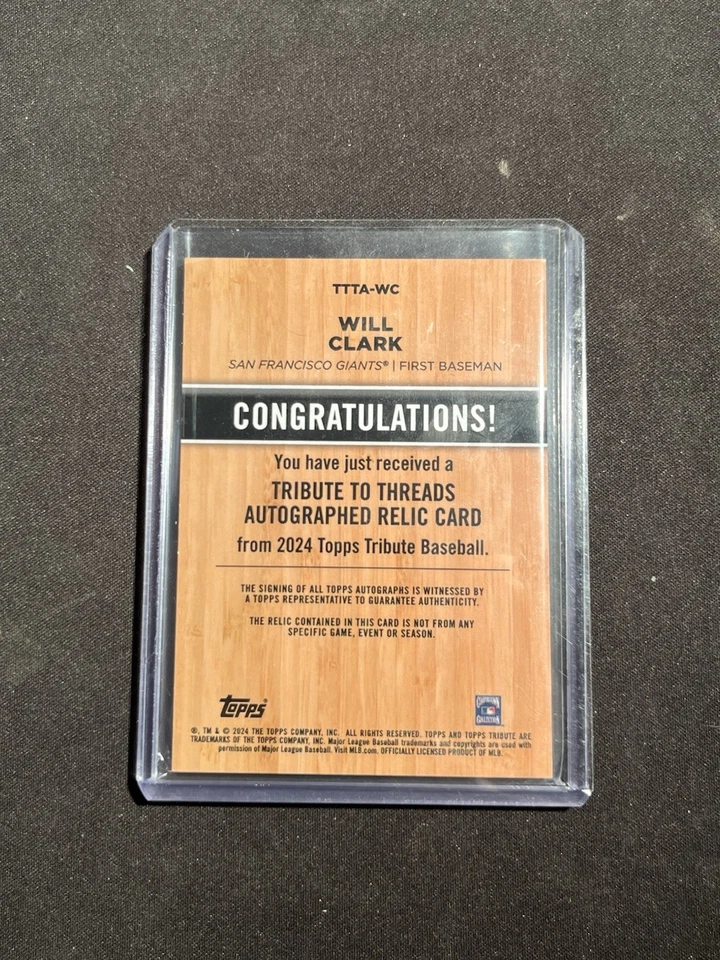 TTTA-WC
WILL
CLARK
SAN FRANCISCO GIANTS® | FIRST BASEMAN
CONGRATULATIONS!
You have just received a
TRIBUTE TO THREADS
AUTOGRAPHED RELIC CARD
from 2024 Topps Tribute Baseball.
THE SIGNING OF ALL TOPPS AUTOGRAPHS IS WITNESSED BY
A TOPPS REPRESENTATIVE TO GUARANTEE AUTHENTICITY.
THE RELIC CONTAINED IN THIS CARD IS NOT FROM ANY
SPECIFIC GAME, EVENT OR SEASON.
Topps®
COOPERSTOWN
COLLECTION
®, TM & © 2024 THE TOPPS COMPANY, INC. ALL RIGHTS RESERVED. TOPPS AND TOPPS TRIBUTE ARE
TRADEMARKS OF THE TOPPS COMPANY, INC. Major League Baseball trademarks and copyrights are used with
permission of Major League Baseball. Visit MLB.com. OFFICIALLY LICENSED PRODUCT OF MLB.